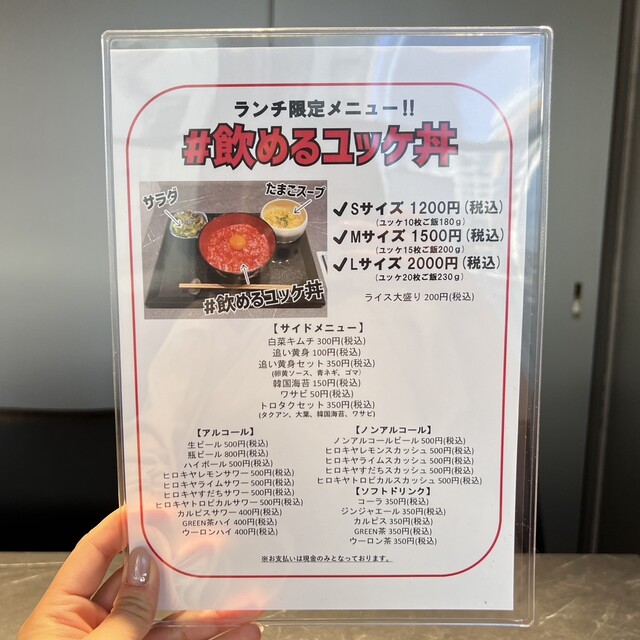 ランチ限定メニュー!!
#飲めるユッケ丼
サラダ
たまごスープ
#飲めるユッケ丼
✓Sサイズ 1200円(税込)
(ユッケ10枚ご飯180g)
✓Mサイズ 1500円(税込)
(ユッケ15枚ご飯200g)
✓Lサイズ 2000円(税込)
(ユッケ20枚ご飯230g)
ライス大盛り 200円(税込)
【サイドメニュー】
白菜キムチ 300円(税込)
追い黄身 100円(税込)
追い黄身セット 350円(税込)
(卵黄ソース、青ネギ、ゴマ)
韓国海苔 150円(税込)
ワサビ 50円(税込)
トロタクセット 350円(税込)
(タクアン、大葉、韓国海苔、ワサビ)
【アルコール】
生ビール 500円(税込)
瓶ビール 800円(税込)
ハイボール 500円(税込)
ヒロキヤレモンサワー 500円(税込)
ヒロキヤライムサワー 500円(税込)
ヒロキヤすだちサワー 500円(税込)
ヒロキヤトロピカルサワー 500円(税込)
カルピスサワー 400円(税込)
GREEN茶ハイ 400円(税込)
ウーロンハイ 400円(税込)
【ノンアルコール】
ノンアルコールビール 500円(税込)
ヒロキヤレモンスカッシュ 500円(税込)
ヒロキヤライムスカッシュ 500円(税込)
ヒロキヤすだちスカッシュ 500円(税込)
ヒロキヤトロピカルスカッシュ 500円(税込)
【ソフトドリンク】
コーラ 350円(税込)
ジンジャエール 350円(税込)
カルピス 350円(税込)
GREEN茶 350円(税込)
ウーロン茶 350円(税込)
※お支払いは現金のみとなっております。